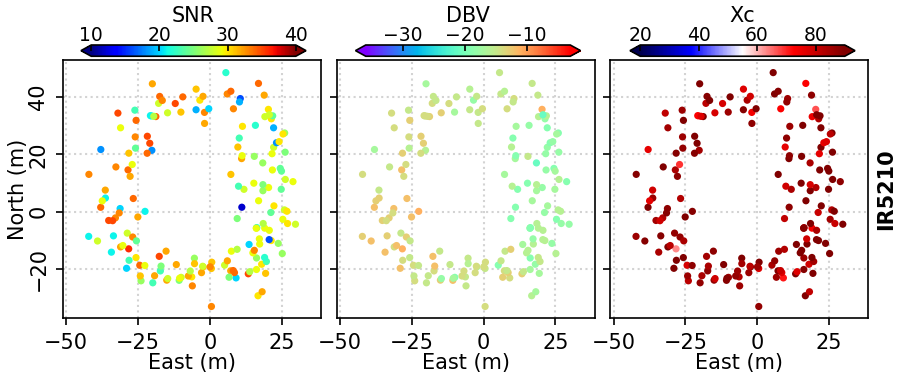 SNR DBV Xc
10 20 30 40 −30 −20 −10 20 40 60 80
40
20
0
−20
North (m)
IR5210
−50 −25 0 25 −50 −25 0 25 −50 −25 0 25
East (m) East (m) East (m)